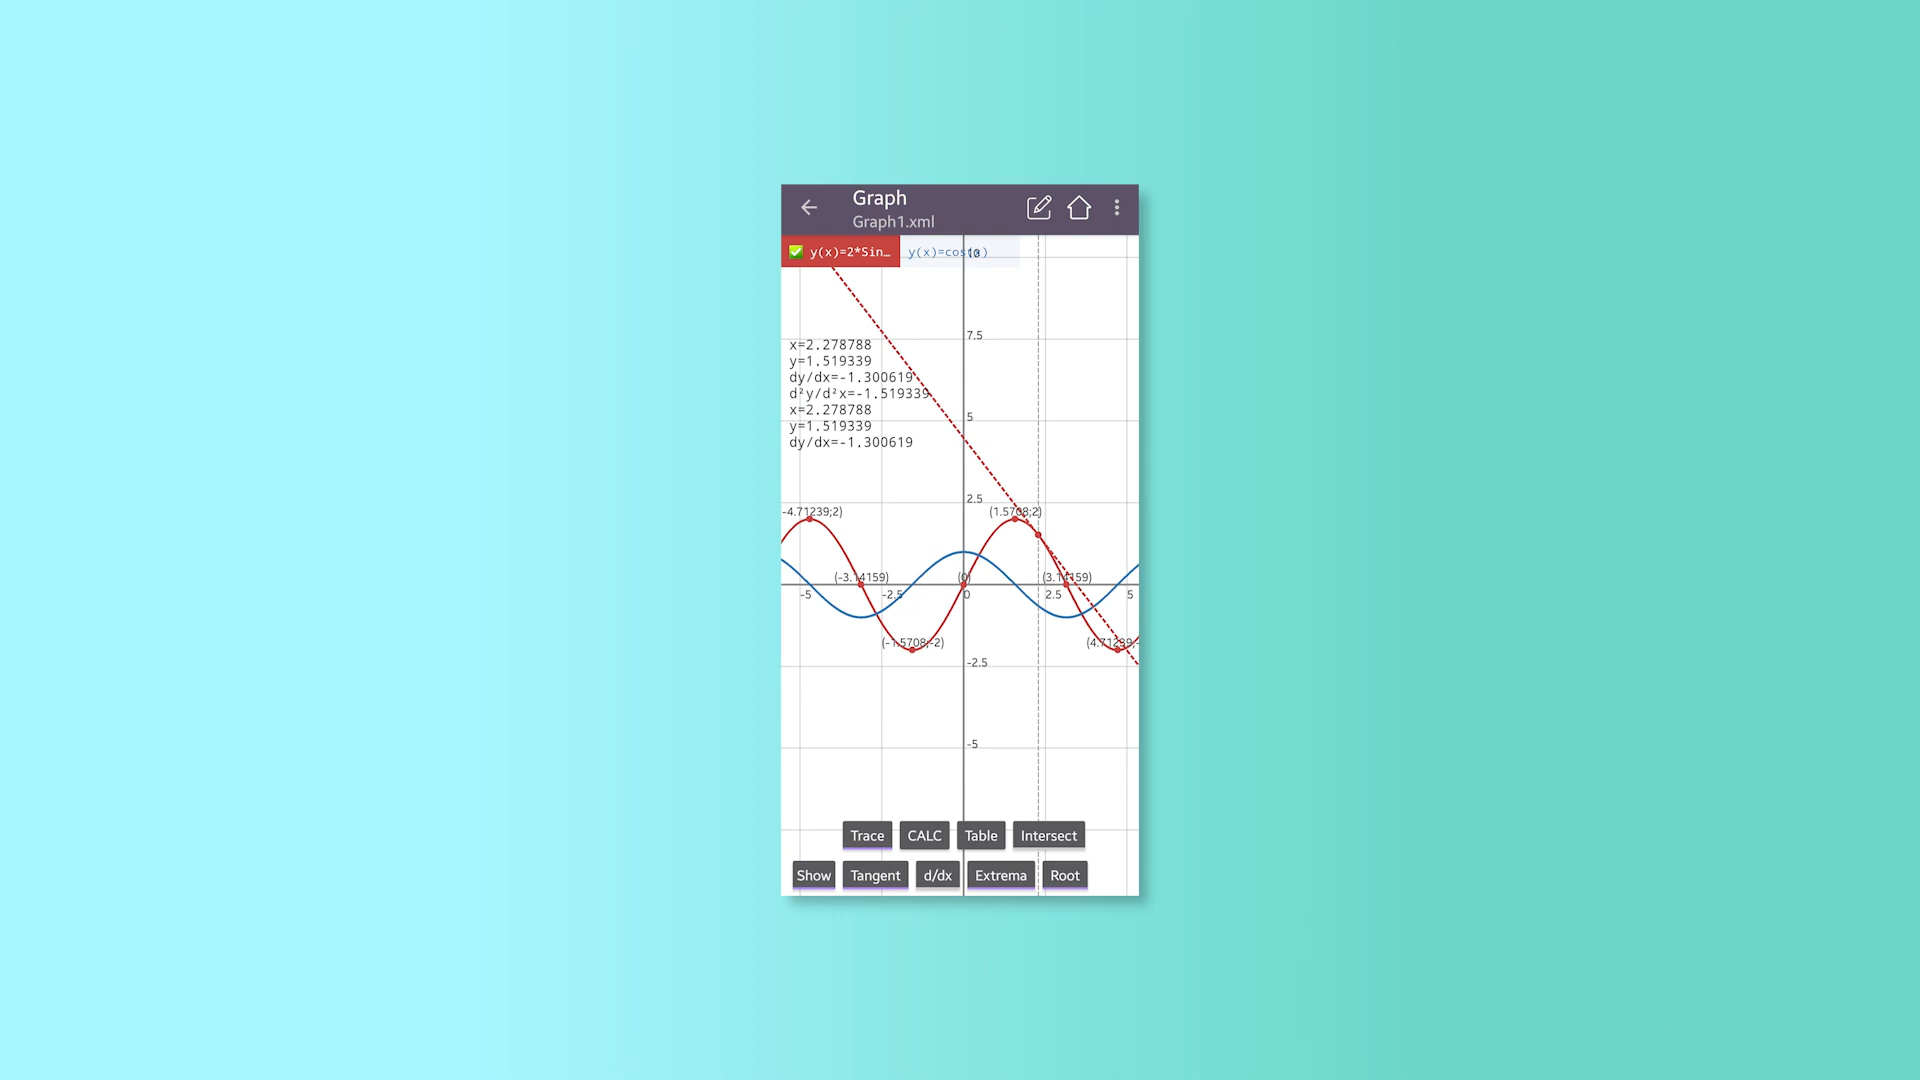 Graph
Graph1.xml
y(x)=2*Sin… y(x)=cos(x)
10
7.5
x=2.278788
y=1.519339
dy/dx=-1.300619
d²y/d²x=-1.519339
x=2.278788
y=1.519339
dy/dx=-1.300619
5
2.5
-4.71239;2) (1.5708;2)
(-3.14159) (0) (3.14159)
-5 -2.5 0 2.5 5
(-1.5708;-2) (4.71239;-
-2.5
-5
Trace CALC Table Intersect
Show Tangent d/dx Extrema Root